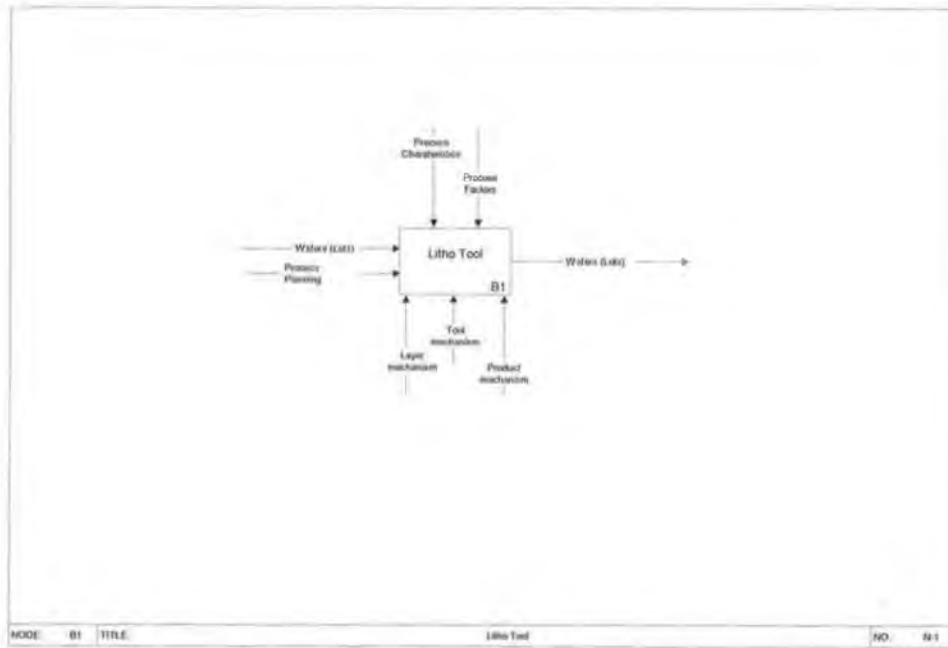 Process
Characteristics
Process
Factors
Wafers (Lots)
Process
Planning
Litho Tool
B1
Wafers (Lots)
Tool
mechanism
Layer
mechanism
Product
mechanism
NODE: B1 TITLE: Litho Tool NO.: N-1